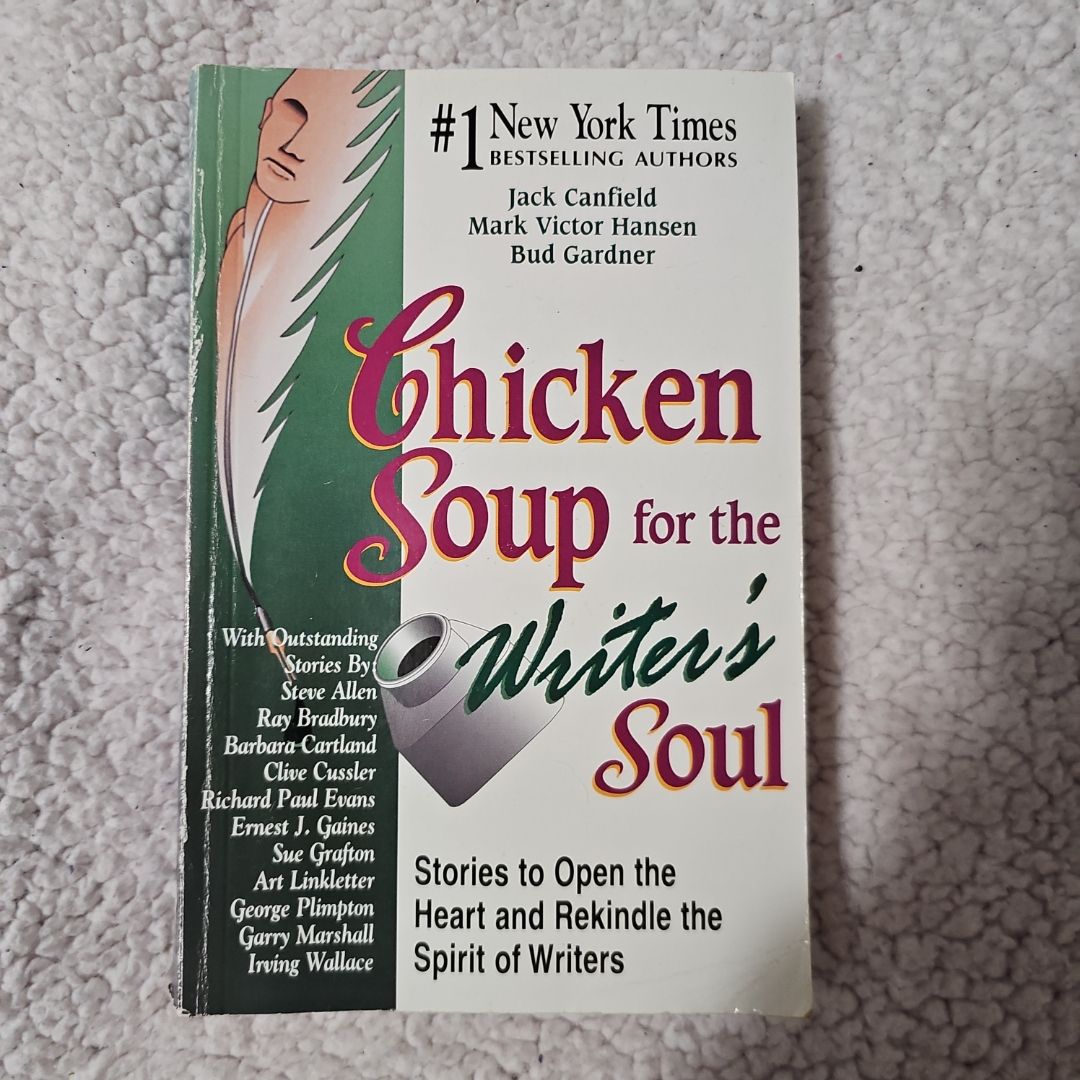 #1 New York Times
BESTSELLING AUTHORS
Jack Canfield
Mark Victor Hansen
Bud Gardner
Chicken
Soup for the
Writer's
Soul
With Outstanding
Stories By:
Steve Allen
Ray Bradbury
Barbara Cartland
Clive Cussler
Richard Paul Evans
Ernest J. Gaines
Sue Grafton
Art Linkletter
George Plimpton
Garry Marshall
Irving Wallace
Stories to Open the
Heart and Rekindle the
Spirit of Writers